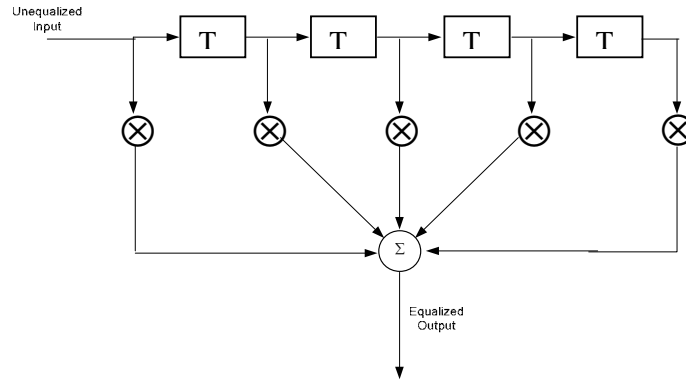 Unequalized
Input
T T T T
Σ
Equalized
Output